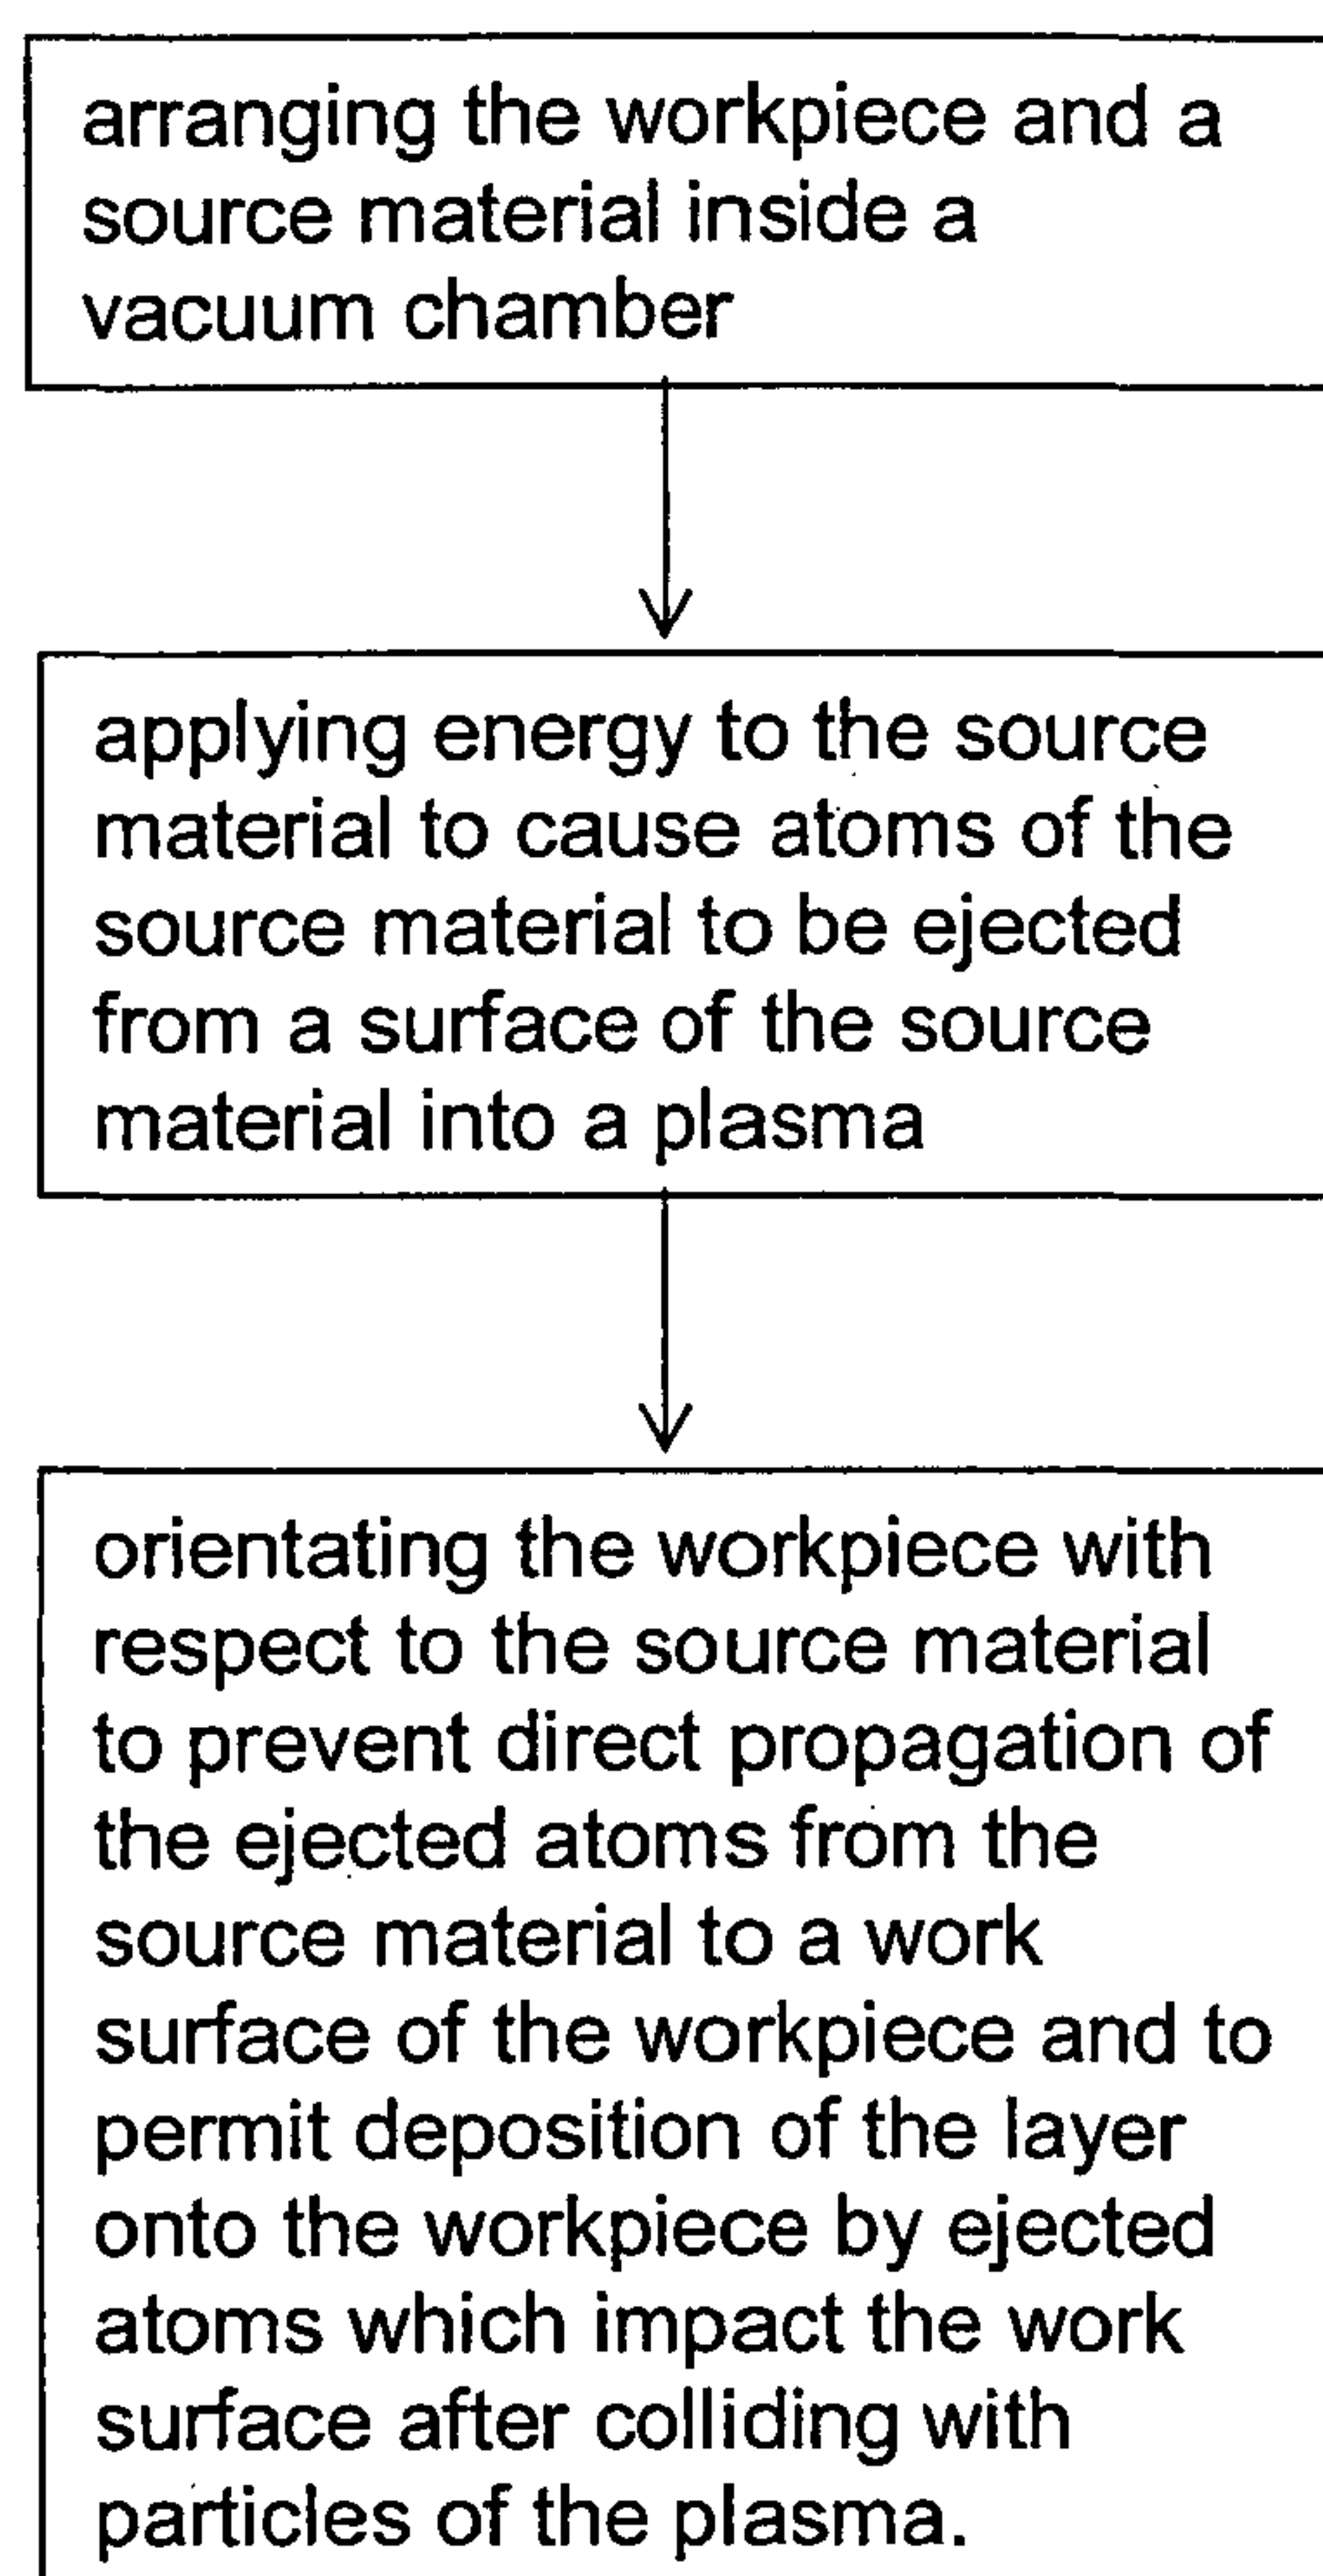 arranging the workpiece and a
source material inside a
vacuum chamber
applying energy to the source
material to cause atoms of the
source material to be ejected
from a surface of the source
material into a plasma
orientating the workpiece with
respect to the source material
to prevent direct propagation of
the ejected atoms from the
source material to a work
surface of the workpiece and to
permit deposition of the layer
onto the workpiece by ejected
atoms which impact the work
surface after colliding with
particles of the plasma.